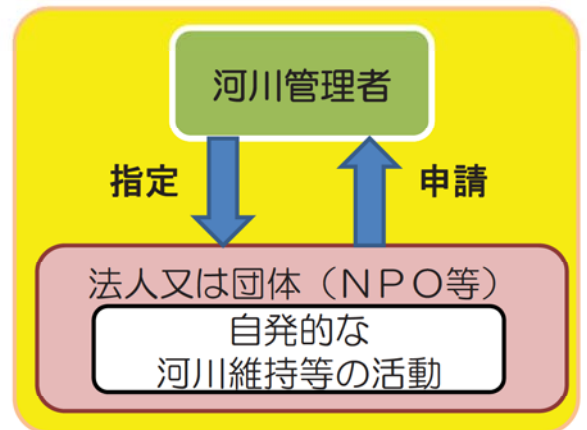 河川管理者
指定
申請
法人又は団体（ＮＰＯ等）
自発的な
河川維持等の活動